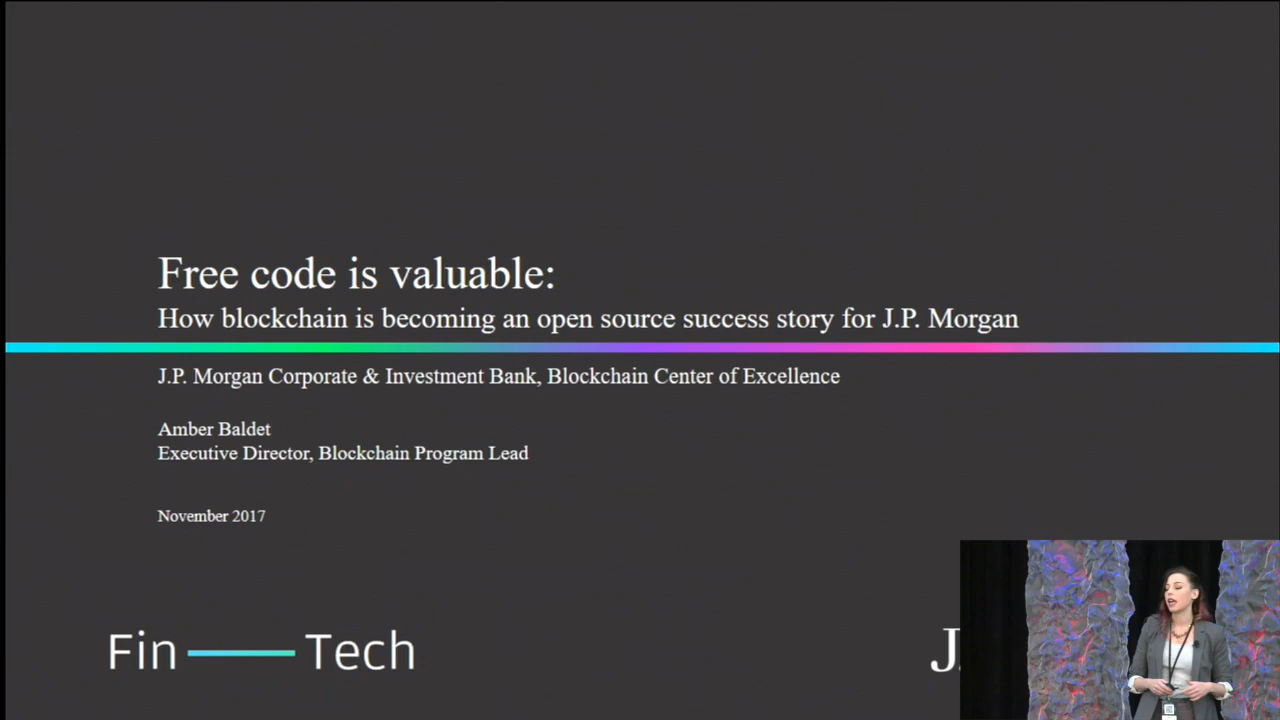 Free code is valuable:
How blockchain is becoming an open source success story for J.P. Morgan
J.P. Morgan Corporate & Investment Bank, Blockchain Center of Excellence
Amber Baldet
Executive Director, Blockchain Program Lead
November 2017
Fin Tech
J.